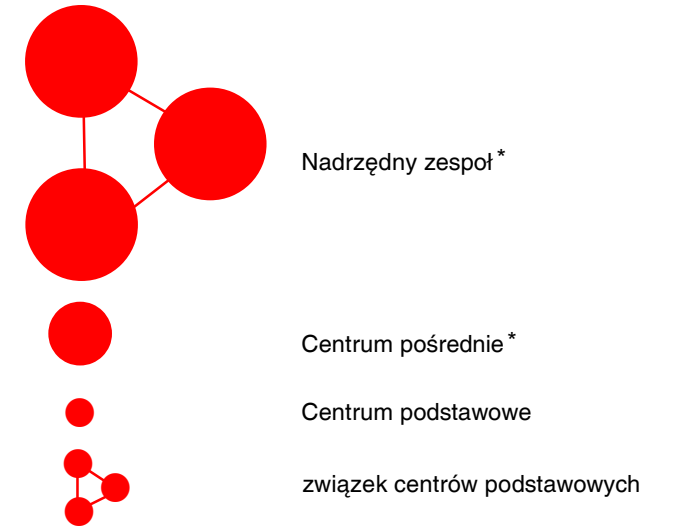 Nadrzędny zespoł*
Centrum pośrednie*
Centrum podstawowe
związek centrów podstawowych